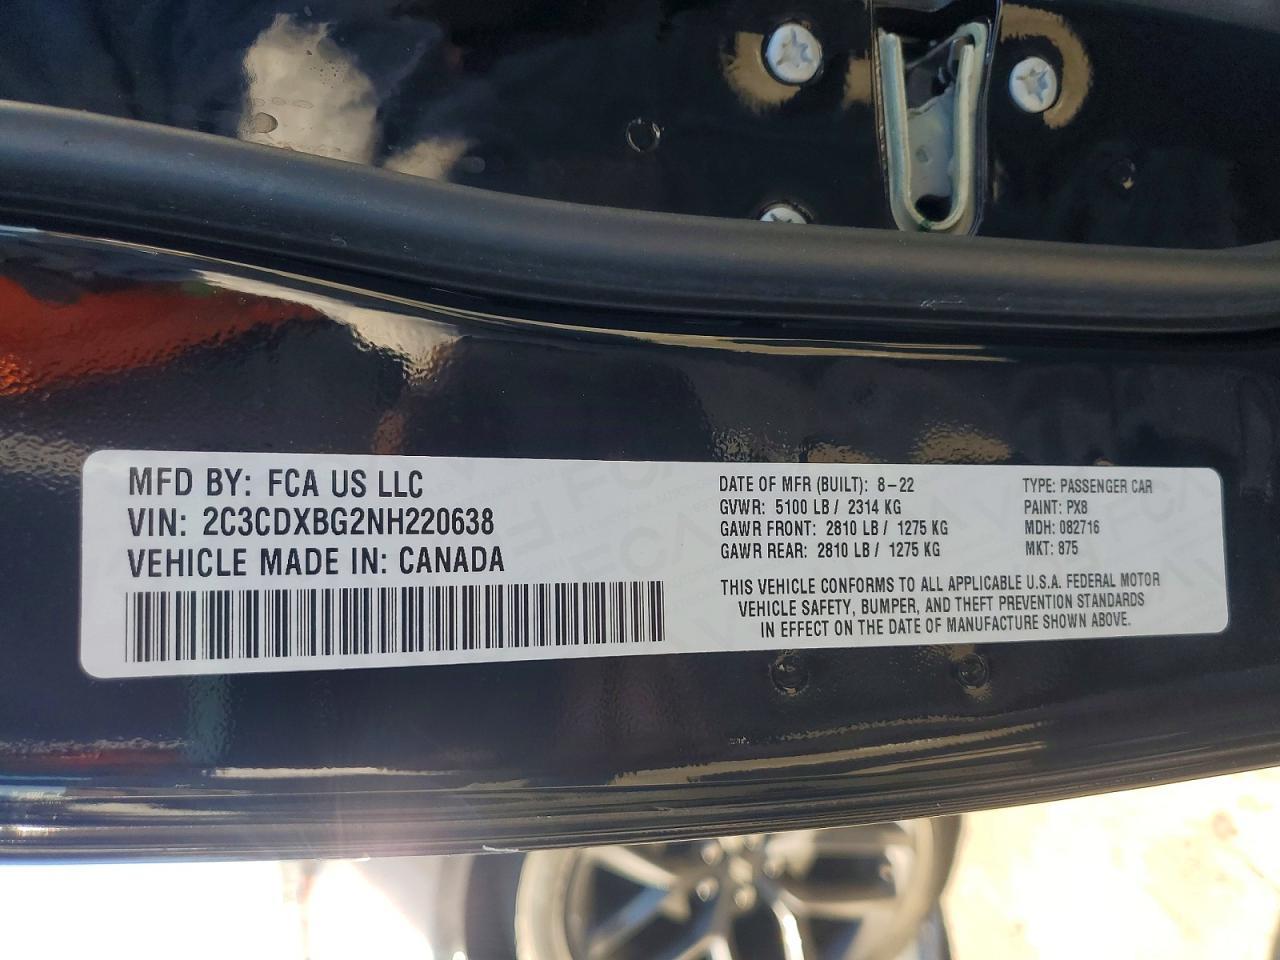 MFD BY: FCA US LLC
VIN: 2C3CDXBG2NH220638
VEHICLE MADE IN: CANADA
DATE OF MFR (BUILT): 8-22
GVWR: 5100 LB / 2314 KG
GAWR FRONT: 2810 LB / 1275 KG
GAWR REAR: 2810 LB / 1275 KG
TYPE: PASSENGER CAR
PAINT: PX8
MDH: 082716
MKT: 875
THIS VEHICLE CONFORMS TO ALL APPLICABLE U.S.A. FEDERAL MOTOR
VEHICLE SAFETY, BUMPER, AND THEFT PREVENTION STANDARDS
IN EFFECT ON THE DATE OF MANUFACTURE SHOWN ABOVE.